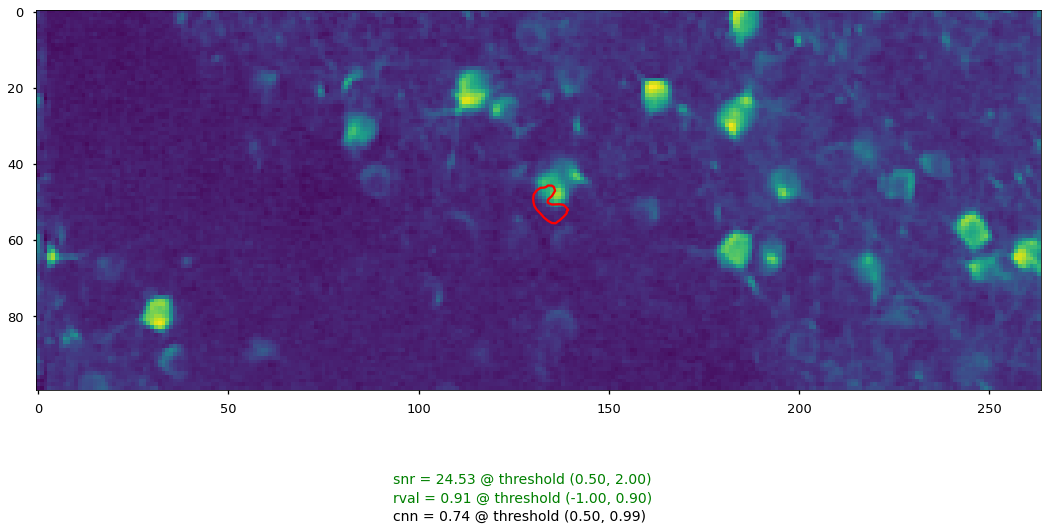 0
20
40
60
80
0 50 100 150 200 250
snr = 24.53 @ threshold (0.50, 2.00)
rval = 0.91 @ threshold (-1.00, 0.90)
cnn = 0.74 @ threshold (0.50, 0.99)